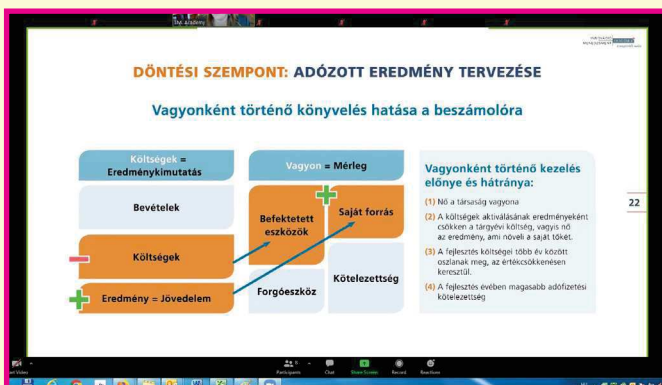 TML Academy
DÖNTÉSI SZEMPONT: ADÓZOTT EREDMÉNY TERVEZÉSE
Vagyonként történő könyvelés hatása a beszámolóra
Költségek =
Eredménykimutatás
Bevételek
Költségek
Eredmény = Jövedelem
Vagyon = Mérleg
Befektetett
eszközök
Saját forrás
Forgóeszköz
Kötelezettség
Vagyonként történő kezelés
előnye és hátránya:
(1) Nő a társaság vagyona
(2) A költségek aktiválásának eredményeként
csökken a tárgyévi költség, vagyis nő
az eredmény, ami növeli a saját tőkét.
(3) A fejlesztés költségei több év között
oszlanak meg, az értékcsökkenésen
keresztül.
(4) A fejlesztés évében magasabb adófizetési
kötelezettség
22
Participants
Chat
Share Screen
Record
Reactions